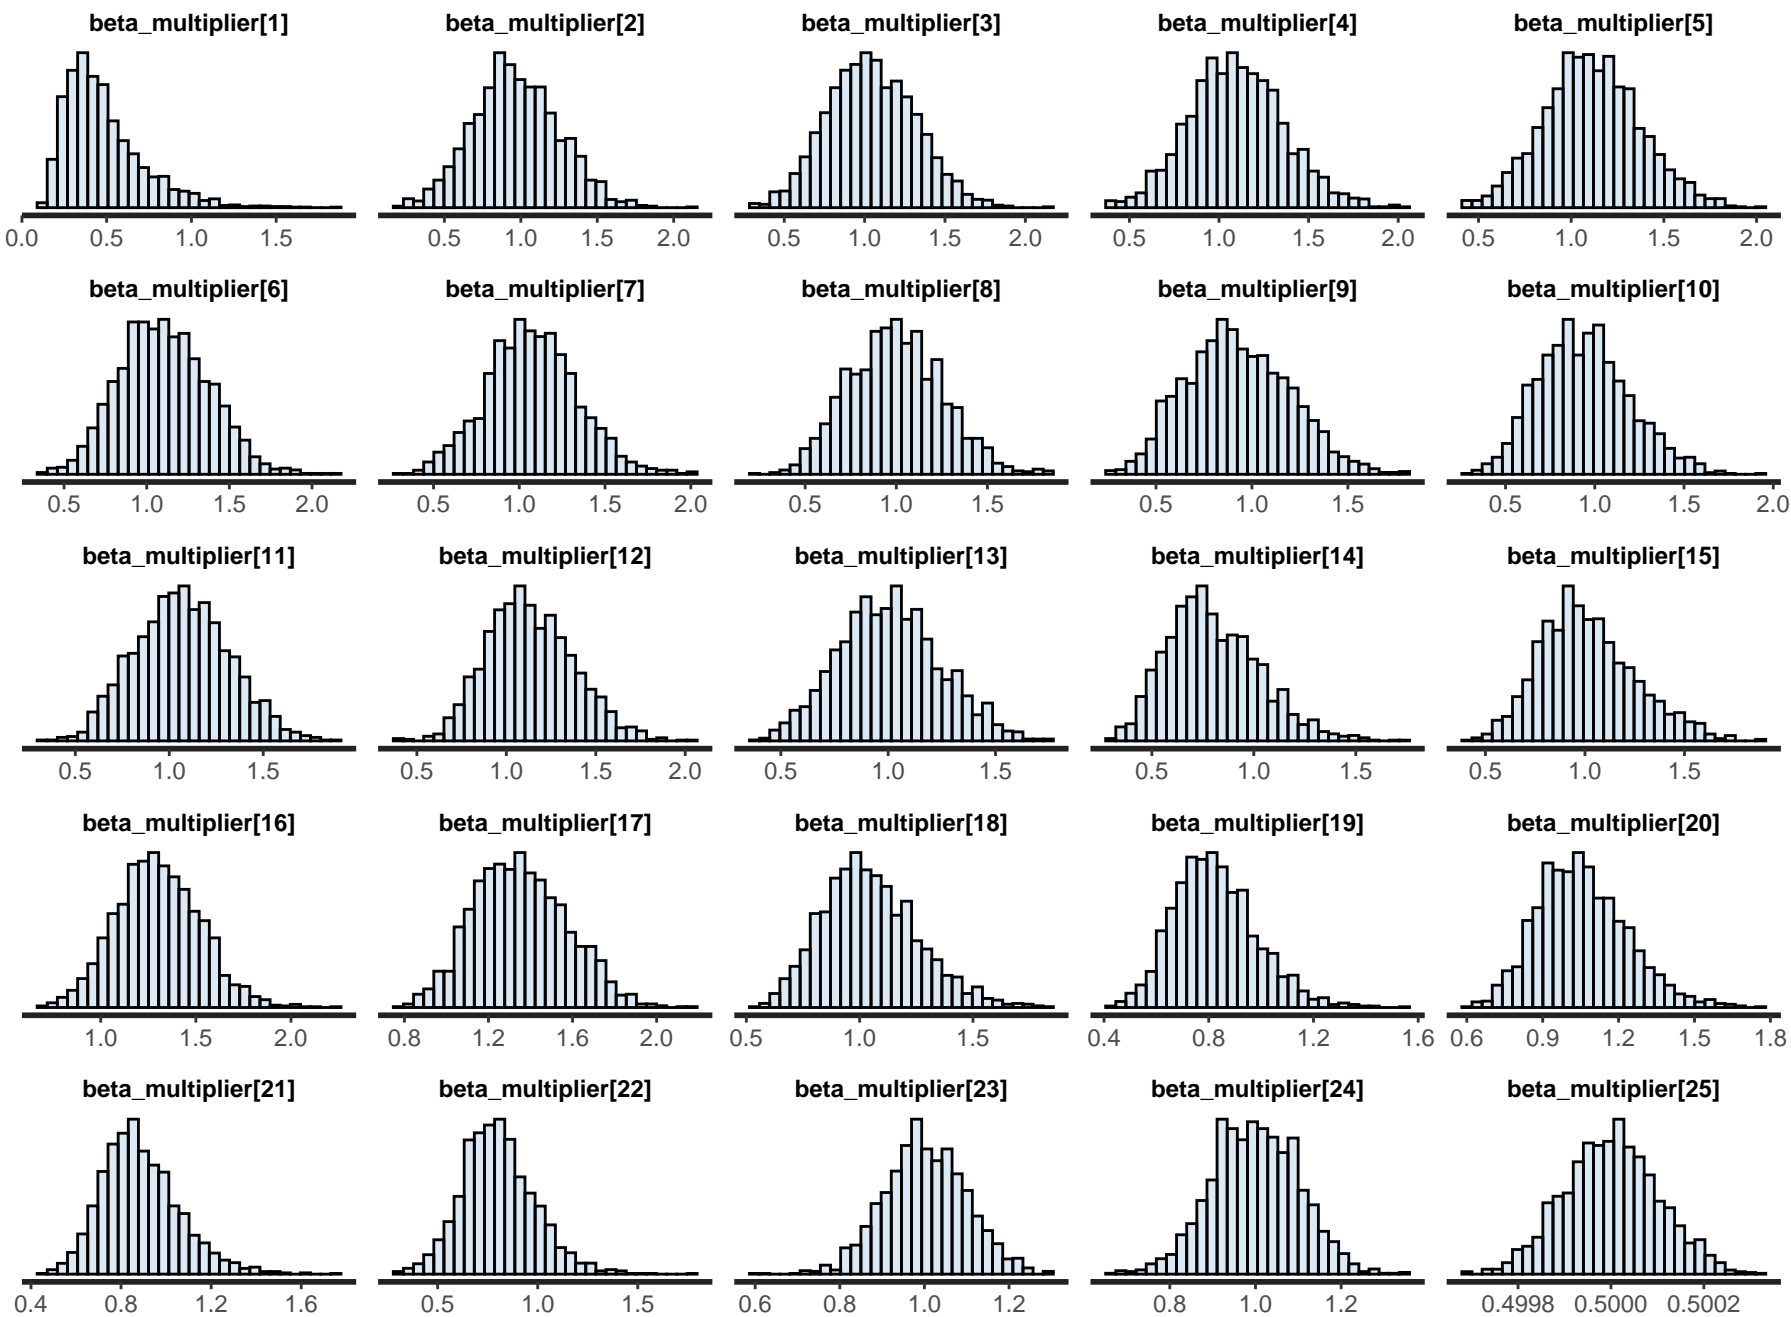 beta_multiplier[1] beta_multiplier[2] beta_multiplier[3] beta_multiplier[4] beta_multiplier[5]
0.0 0.5 1.0 1.5 0.5 1.0 1.5 2.0 0.5 1.0 1.5 2.0 0.5 1.0 1.5 2.0 0.5 1.0 1.5 2.0
beta_multiplier[6] beta_multiplier[7] beta_multiplier[8] beta_multiplier[9] beta_multiplier[10]
0.5 1.0 1.5 2.0 0.5 1.0 1.5 2.0 0.5 1.0 1.5 0.5 1.0 1.5 0.5 1.0 1.5 2.0
beta_multiplier[11] beta_multiplier[12] beta_multiplier[13] beta_multiplier[14] beta_multiplier[15]
0.5 1.0 1.5 0.5 1.0 1.5 2.0 0.5 1.0 1.5 0.5 1.0 1.5 0.5 1.0 1.5
beta_multiplier[16] beta_multiplier[17] beta_multiplier[18] beta_multiplier[19] beta_multiplier[20]
1.0 1.5 2.0 0.8 1.2 1.6 2.0 0.5 1.0 1.5 0.4 0.8 1.2 1.6 0.6 0.9 1.2 1.5 1.8
beta_multiplier[21] beta_multiplier[22] beta_multiplier[23] beta_multiplier[24] beta_multiplier[25]
0.4 0.8 1.2 1.6 0.5 1.0 1.5 0.6 0.8 1.0 1.2 0.8 1.0 1.2 0.4998 0.5000 0.5002